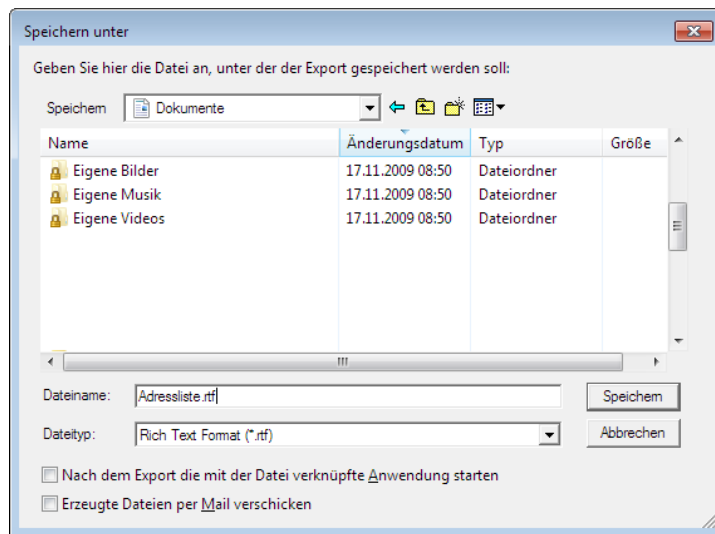 Speichern unter
Geben Sie hier die Datei an, unter der der Export gespeichert werden soll:
Speichern Dokumente
Name Änderungsdatum Typ Größe
Eigene Bilder 17.11.2009 08:50 Dateiordner
Eigene Musik 17.11.2009 08:50 Dateiordner
Eigene Videos 17.11.2009 08:50 Dateiordner
Dateiname: Adressliste.rtf Speichern
Dateityp: Rich Text Format (*.rtf) Abbrechen
Nach dem Export die mit der Datei verknüpfte Anwendung starten
Erzeugte Dateien per Mail verschicken